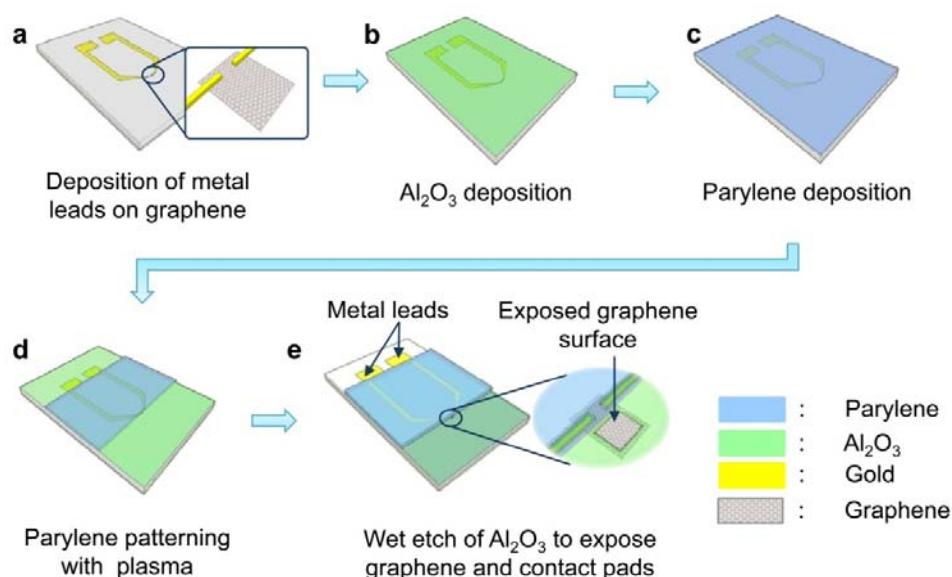 a
b
c
Deposition of metal
leads on graphene
Al₂O₃ deposition
Parylene deposition
d
e
Metal leads
Exposed graphene
surface
Parylene patterning
with plasma
Wet etch of Al₂O₃ to expose
graphene and contact pads
: Parylene
: Al₂O₃
: Gold
: Graphene